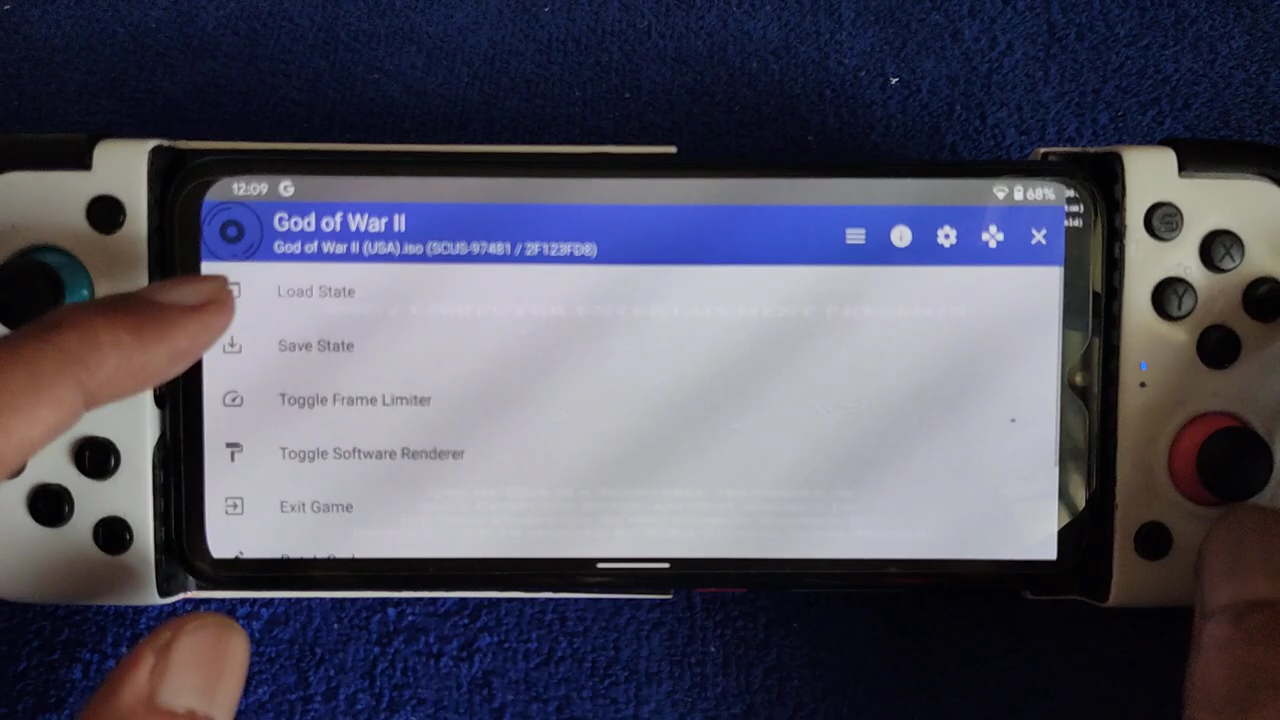 12:09 G 68%
God of War II
God of War II (USA).iso (SCUS-97481 / 2F123FD8)
Load State
Save State
Toggle Frame Limiter
Toggle Software Renderer
Exit Game
S
X
Y